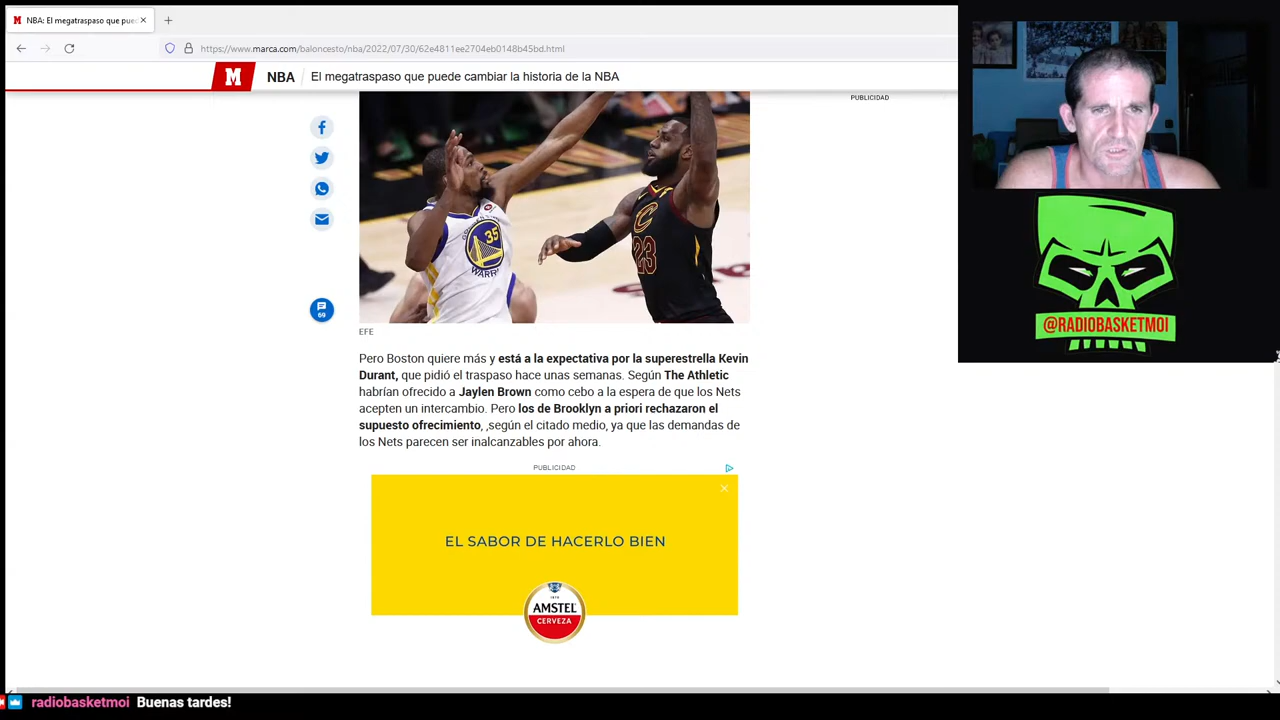 NBA: El megatraspaso que pued
https://www.marca.com/baloncesto/nba/2022/07/30/62e4811ee2704eb0148b45bd.html
M NBA El megatraspaso que puede cambiar la historia de la NBA
PUBLICIDAD
35
WARRI
C
23
69
EFE
Pero Boston quiere más y está a la expectativa por la superestrella Kevin
Durant, que pidió el traspaso hace unas semanas. Según The Athletic
habrían ofrecido a Jaylen Brown como cebo a la espera de que los Nets
acepten un intercambio. Pero los de Brooklyn a priori rechazaron el
supuesto ofrecimiento, ,según el citado medio, ya que las demandas de
los Nets parecen ser inalcanzables por ahora.
PUBLICIDAD
EL SABOR DE HACERLO BIEN
1870
AMSTEL
CERVEZA
@RADIOBASKETMOI
radiobasketmoi Buenas tardes!